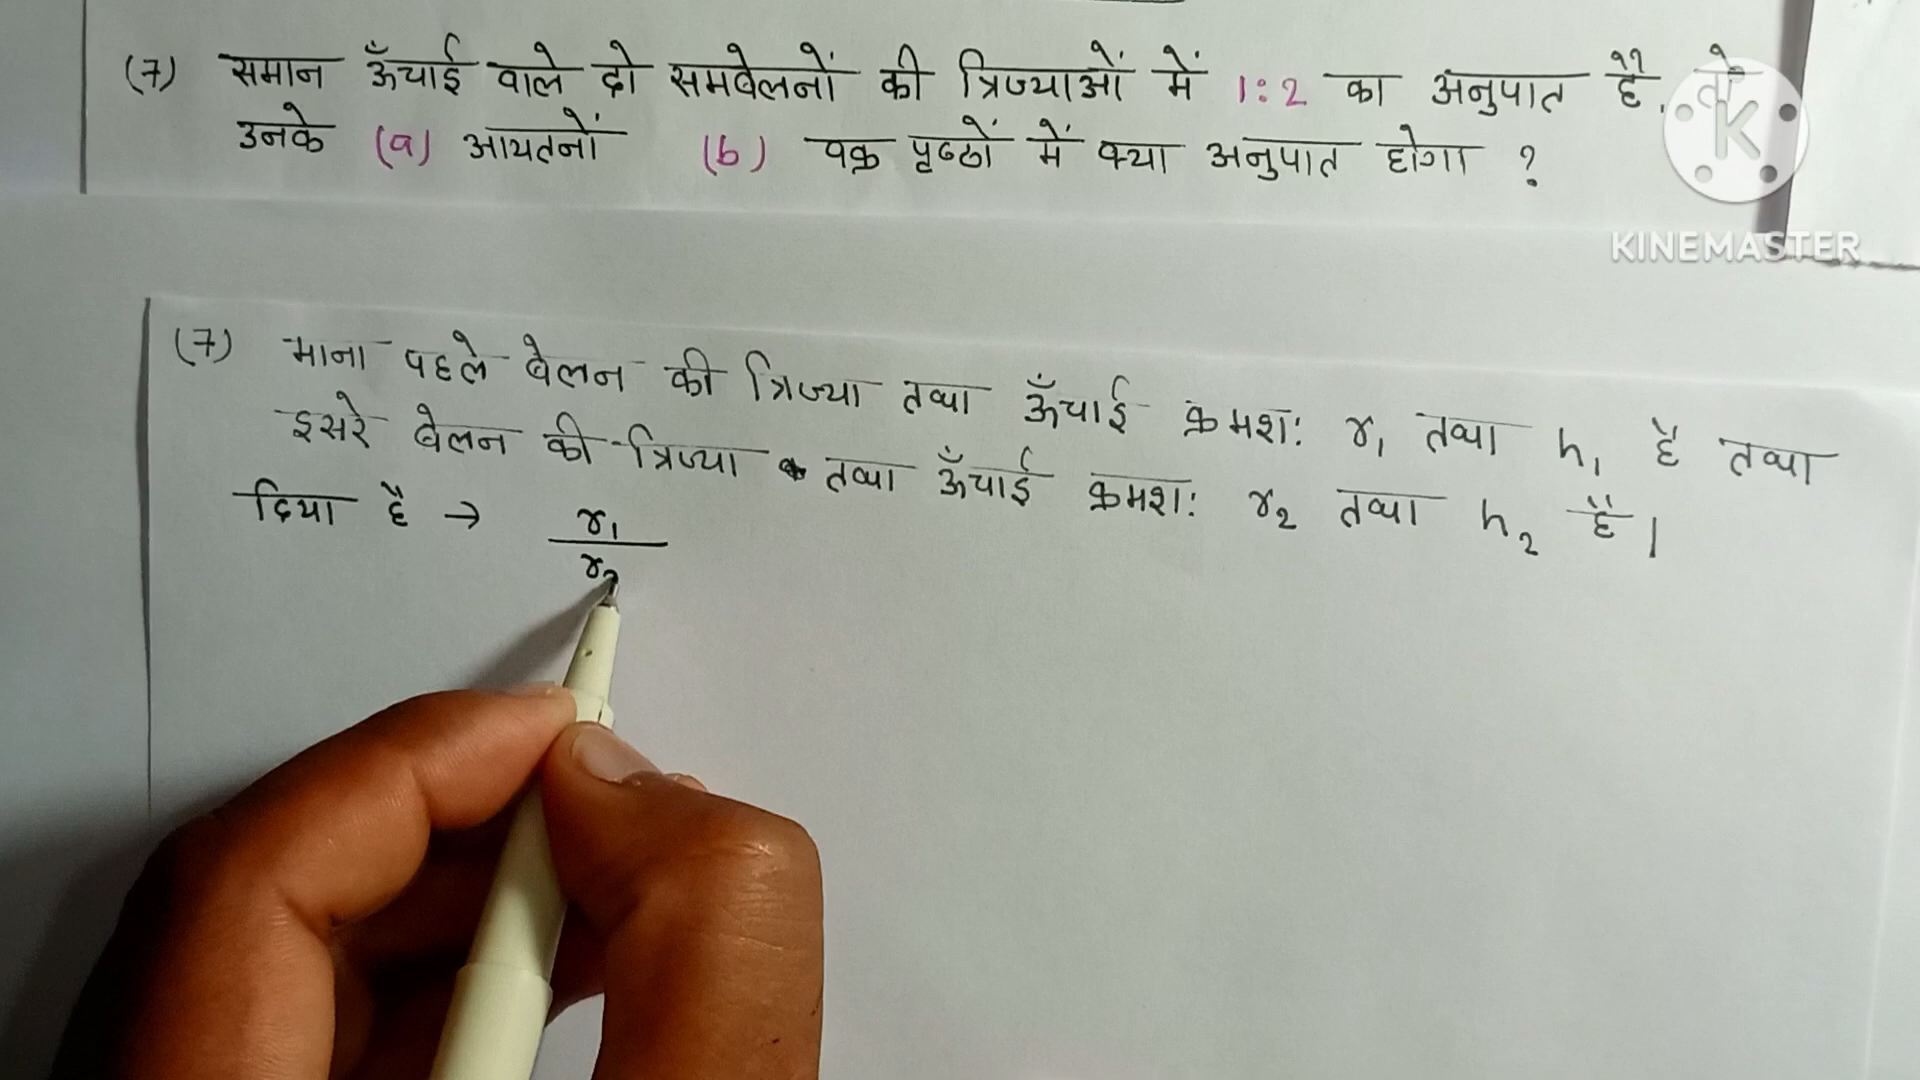 (7) समान ऊँचाई वाले दो समबेलनों की त्रिज्याओं में 1:2 का अनुपात है, तो
उनके (a) आयतनों (b) वक्र पृष्ठों में क्या अनुपात होगा ?
K
KINEMASTER
(7) माना पहले बेलन की त्रिज्या तथा ऊँचाई क्रमशः r₁ तथा h₁ है तथा
दूसरे बेलन की त्रिज्या तथा ऊँचाई क्रमशः r₂ तथा h₂ है।
दिया है → r₁
r₂